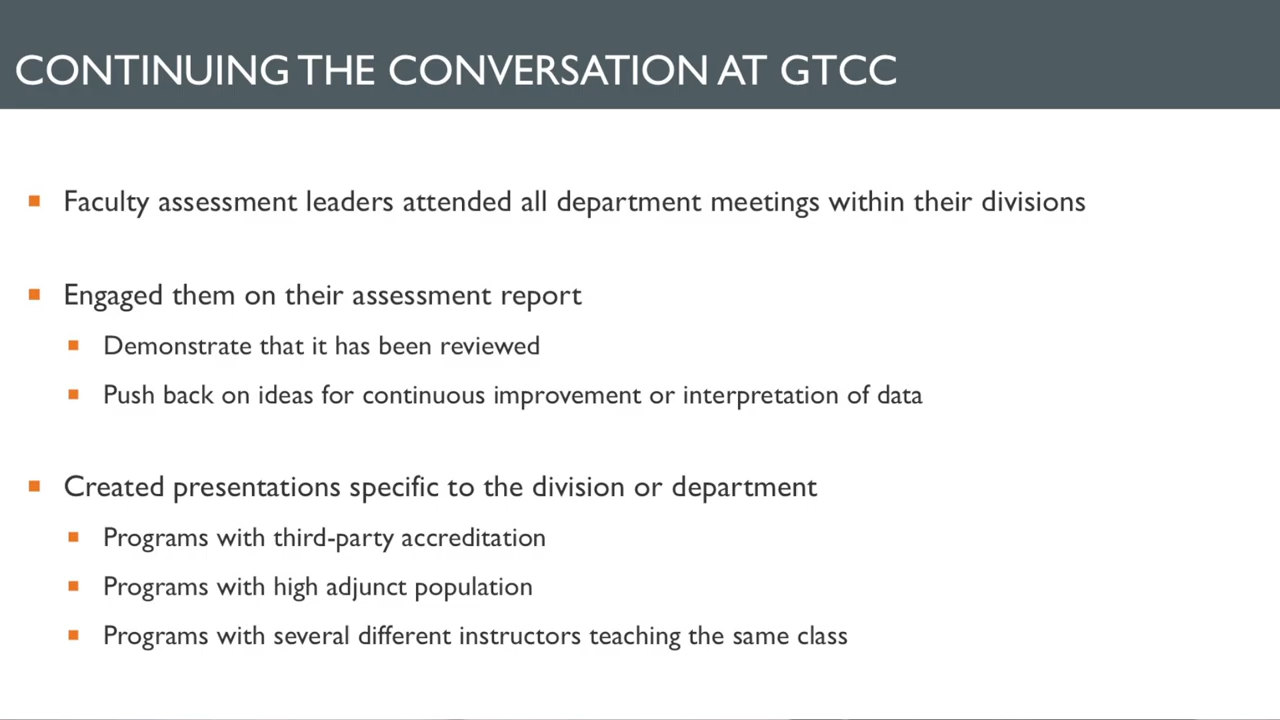 CONTINUING THE CONVERSATION AT GTCC
Faculty assessment leaders attended all department meetings within their divisions
Engaged them on their assessment report
Demonstrate that it has been reviewed
Push back on ideas for continuous improvement or interpretation of data
Created presentations specific to the division or department
Programs with third-party accreditation
Programs with high adjunct population
Programs with several different instructors teaching the same class